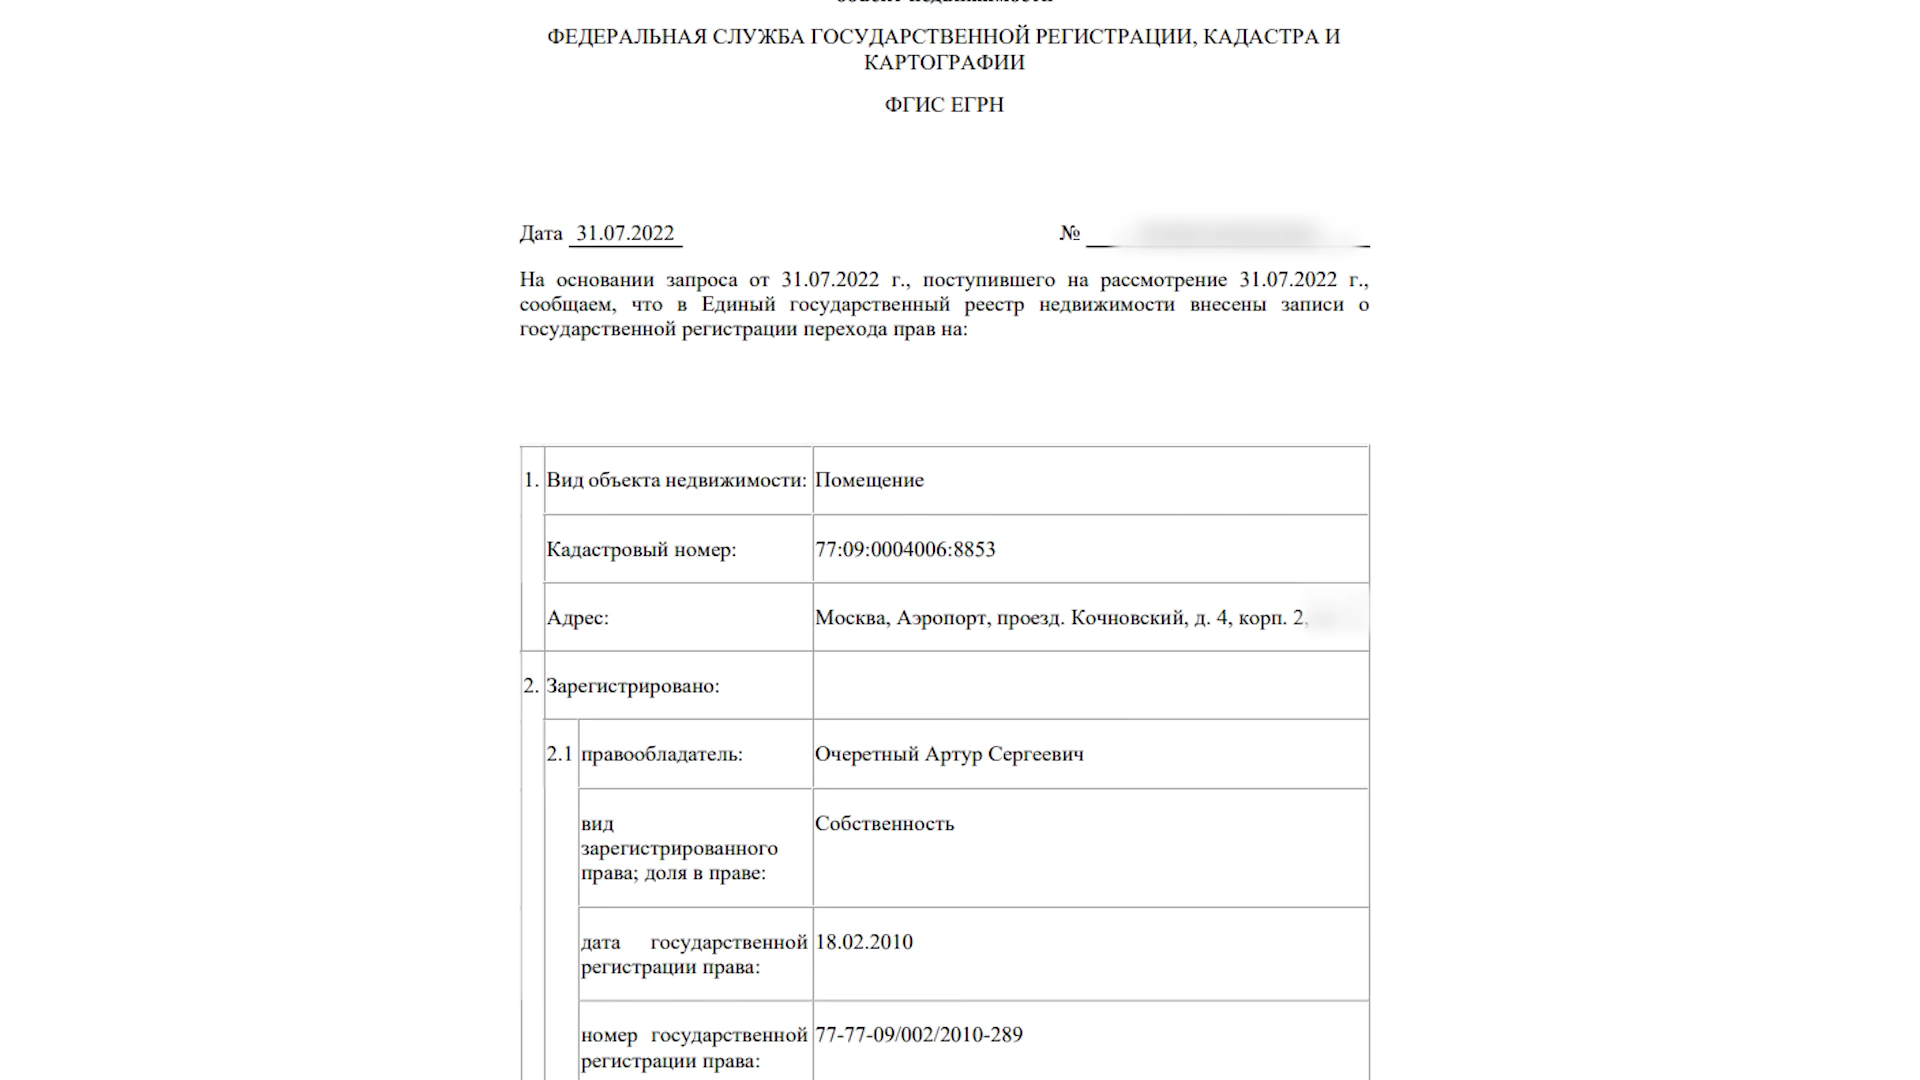 ФЕДЕРАЛЬНАЯ СЛУЖБА ГОСУДАРСТВЕННОЙ РЕГИСТРАЦИИ, КАДАСТРА И
КАРТОГРАФИИ
ФГИС ЕГРН
Дата 31.07.2022 №
На основании запроса от 31.07.2022 г., поступившего на рассмотрение 31.07.2022 г.,
сообщаем, что в Единый государственный реестр недвижимости внесены записи о
государственной регистрации перехода прав на:
1. Вид объекта недвижимости: Помещение
Кадастровый номер: 77:09:0004006:8853
Адрес: Москва, Аэропорт, проезд. Кочновский, д. 4, корп. 2,
2. Зарегистрировано:
2.1 правообладатель: Очеретный Артур Сергеевич
вид Собственность
зарегистрированного
права; доля в праве:
дата государственной 18.02.2010
регистрации права:
номер государственной 77-77-09/002/2010-289
регистрации права: